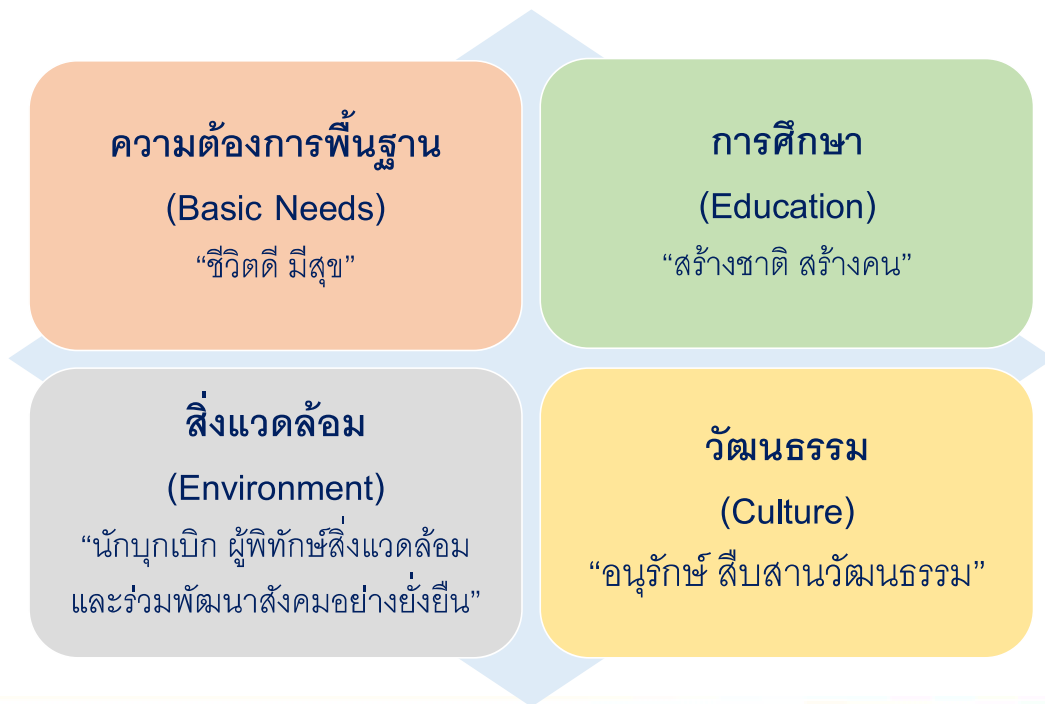 ความต้องการพื้นฐาน
(Basic Needs)
“ชีวิตดี มีสุข”
การศึกษา
(Education)
“สร้างชาติ สร้างคน”
สิ่งแวดล้อม
(Environment)
“นักบุกเบิก ผู้พิทักษ์สิ่งแวดล้อม
และร่วมพัฒนาสังคมอย่างยั่งยืน”
วัฒนธรรม
(Culture)
“อนุรักษ์ สืบสานวัฒนธรรม”